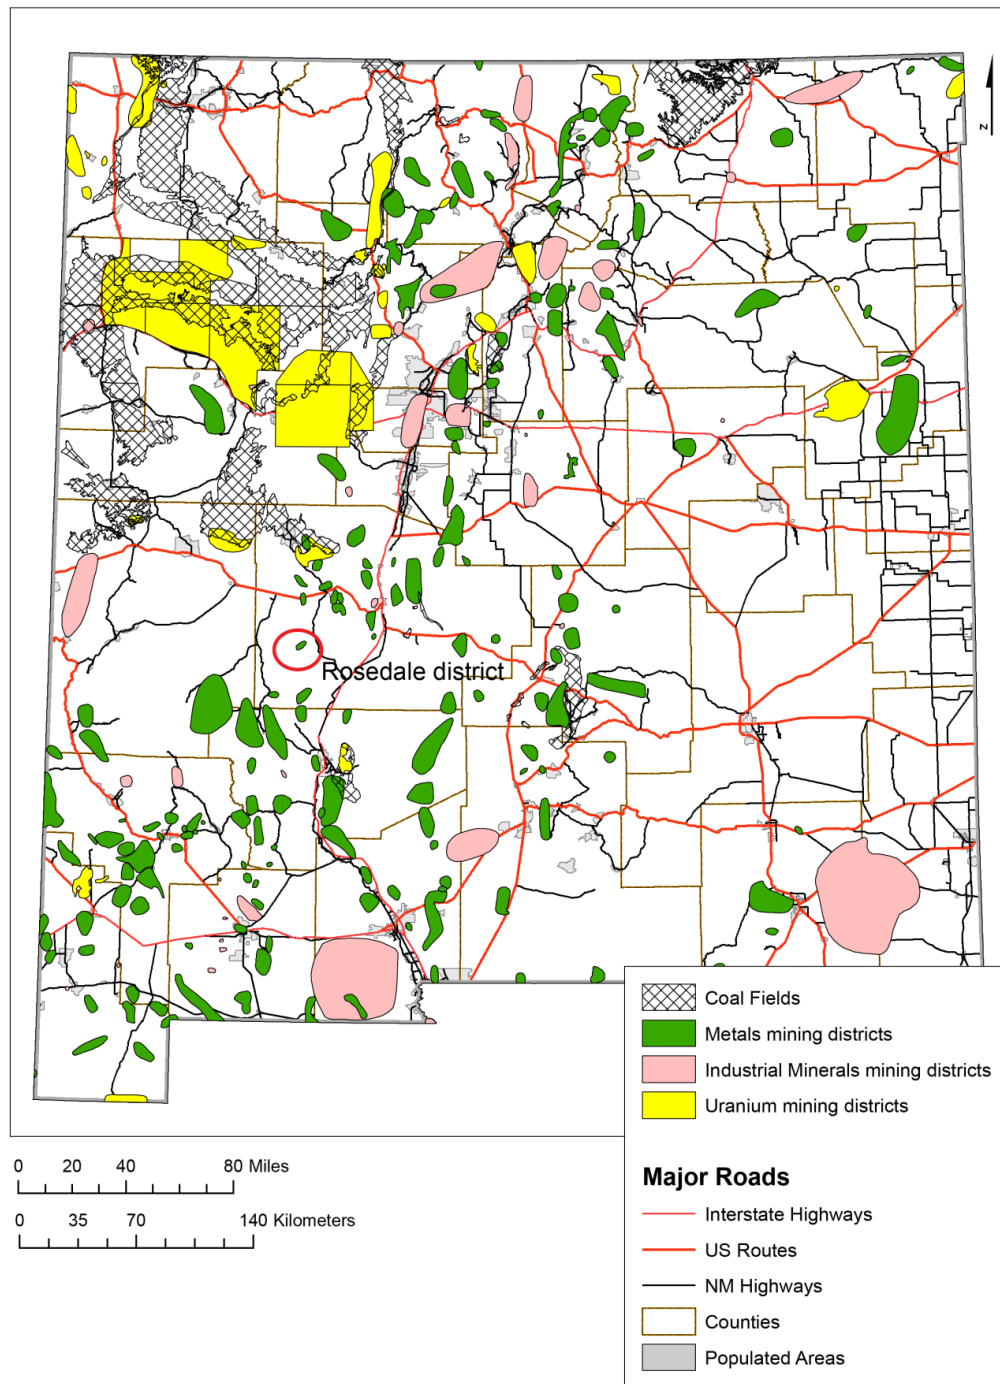 z
Rosedale district
Coal Fields
Metals mining districts
Industrial Minerals mining districts
Uranium mining districts
0 20 40 80 Miles
0 35 70 140 Kilometers
Major Roads
Interstate Highways
US Routes
NM Highways
Counties
Populated Areas